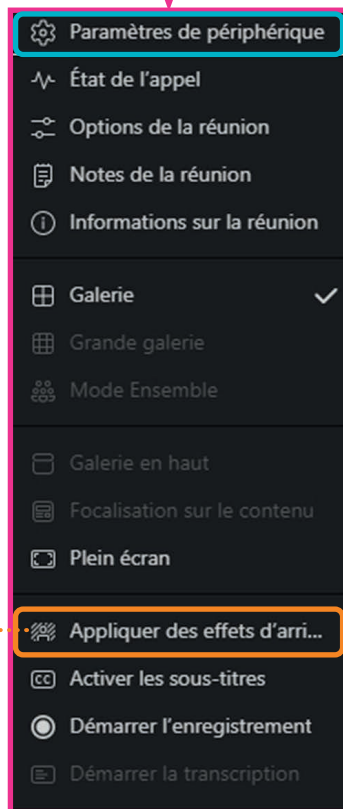 Paramètres de périphérique
État de l’appel
Options de la réunion
Notes de la réunion
Informations sur la réunion
Galerie
Grande galerie
Mode Ensemble
Galerie en haut
Focalisation sur le contenu
Plein écran
Appliquer des effets d’arri...
CC Activer les sous-titres
Démarrer l’enregistrement
Démarrer la transcription